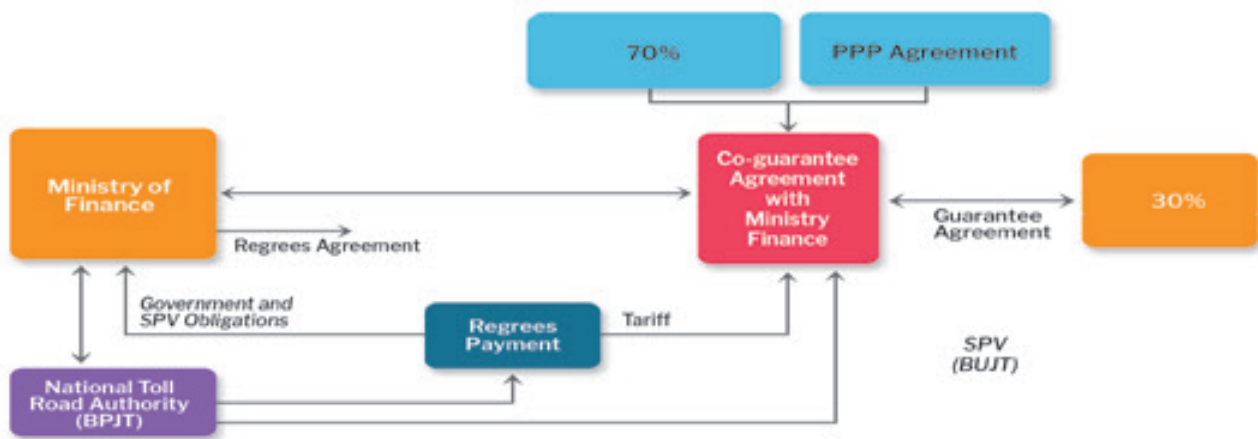 70%
PPP Agreement
Ministry of
Finance
Co-guarantee
Agreement
with
Ministry
Finance
30%
Guarantee
Agreement
Regrees Agreement
Government and
SPV Obligations
Regrees
Payment
Tariff
SPV
(BUJT)
National Toll
Road Authority
(BPJT)